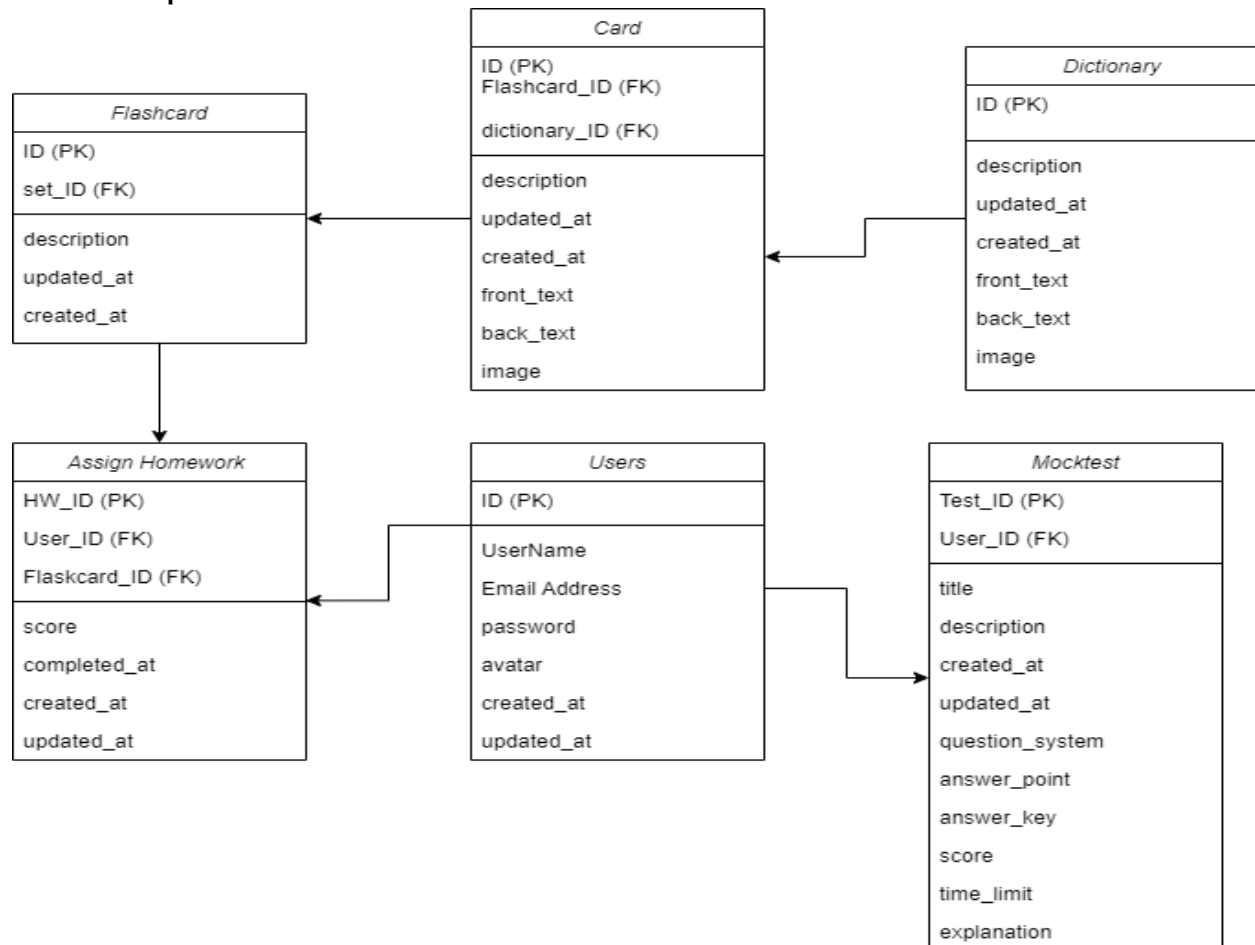 Flashcard
ID (PK)
set_ID (FK)
description
updated_at
created_at
Card
ID (PK)
Flashcard_ID (FK)
dictionary_ID (FK)
description
updated_at
created_at
front_text
back_text
image
Dictionary
ID (PK)
description
updated_at
created_at
front_text
back_text
image
Assign Homework
HW_ID (PK)
User_ID (FK)
Flaskcard_ID (FK)
score
completed_at
created_at
updated_at
Users
ID (PK)
UserName
Email Address
password
avatar
created_at
updated_at
Mocktest
Test_ID (PK)
User_ID (FK)
title
description
created_at
updated_at
question_system
answer_point
answer_key
score
time_limit
explanation